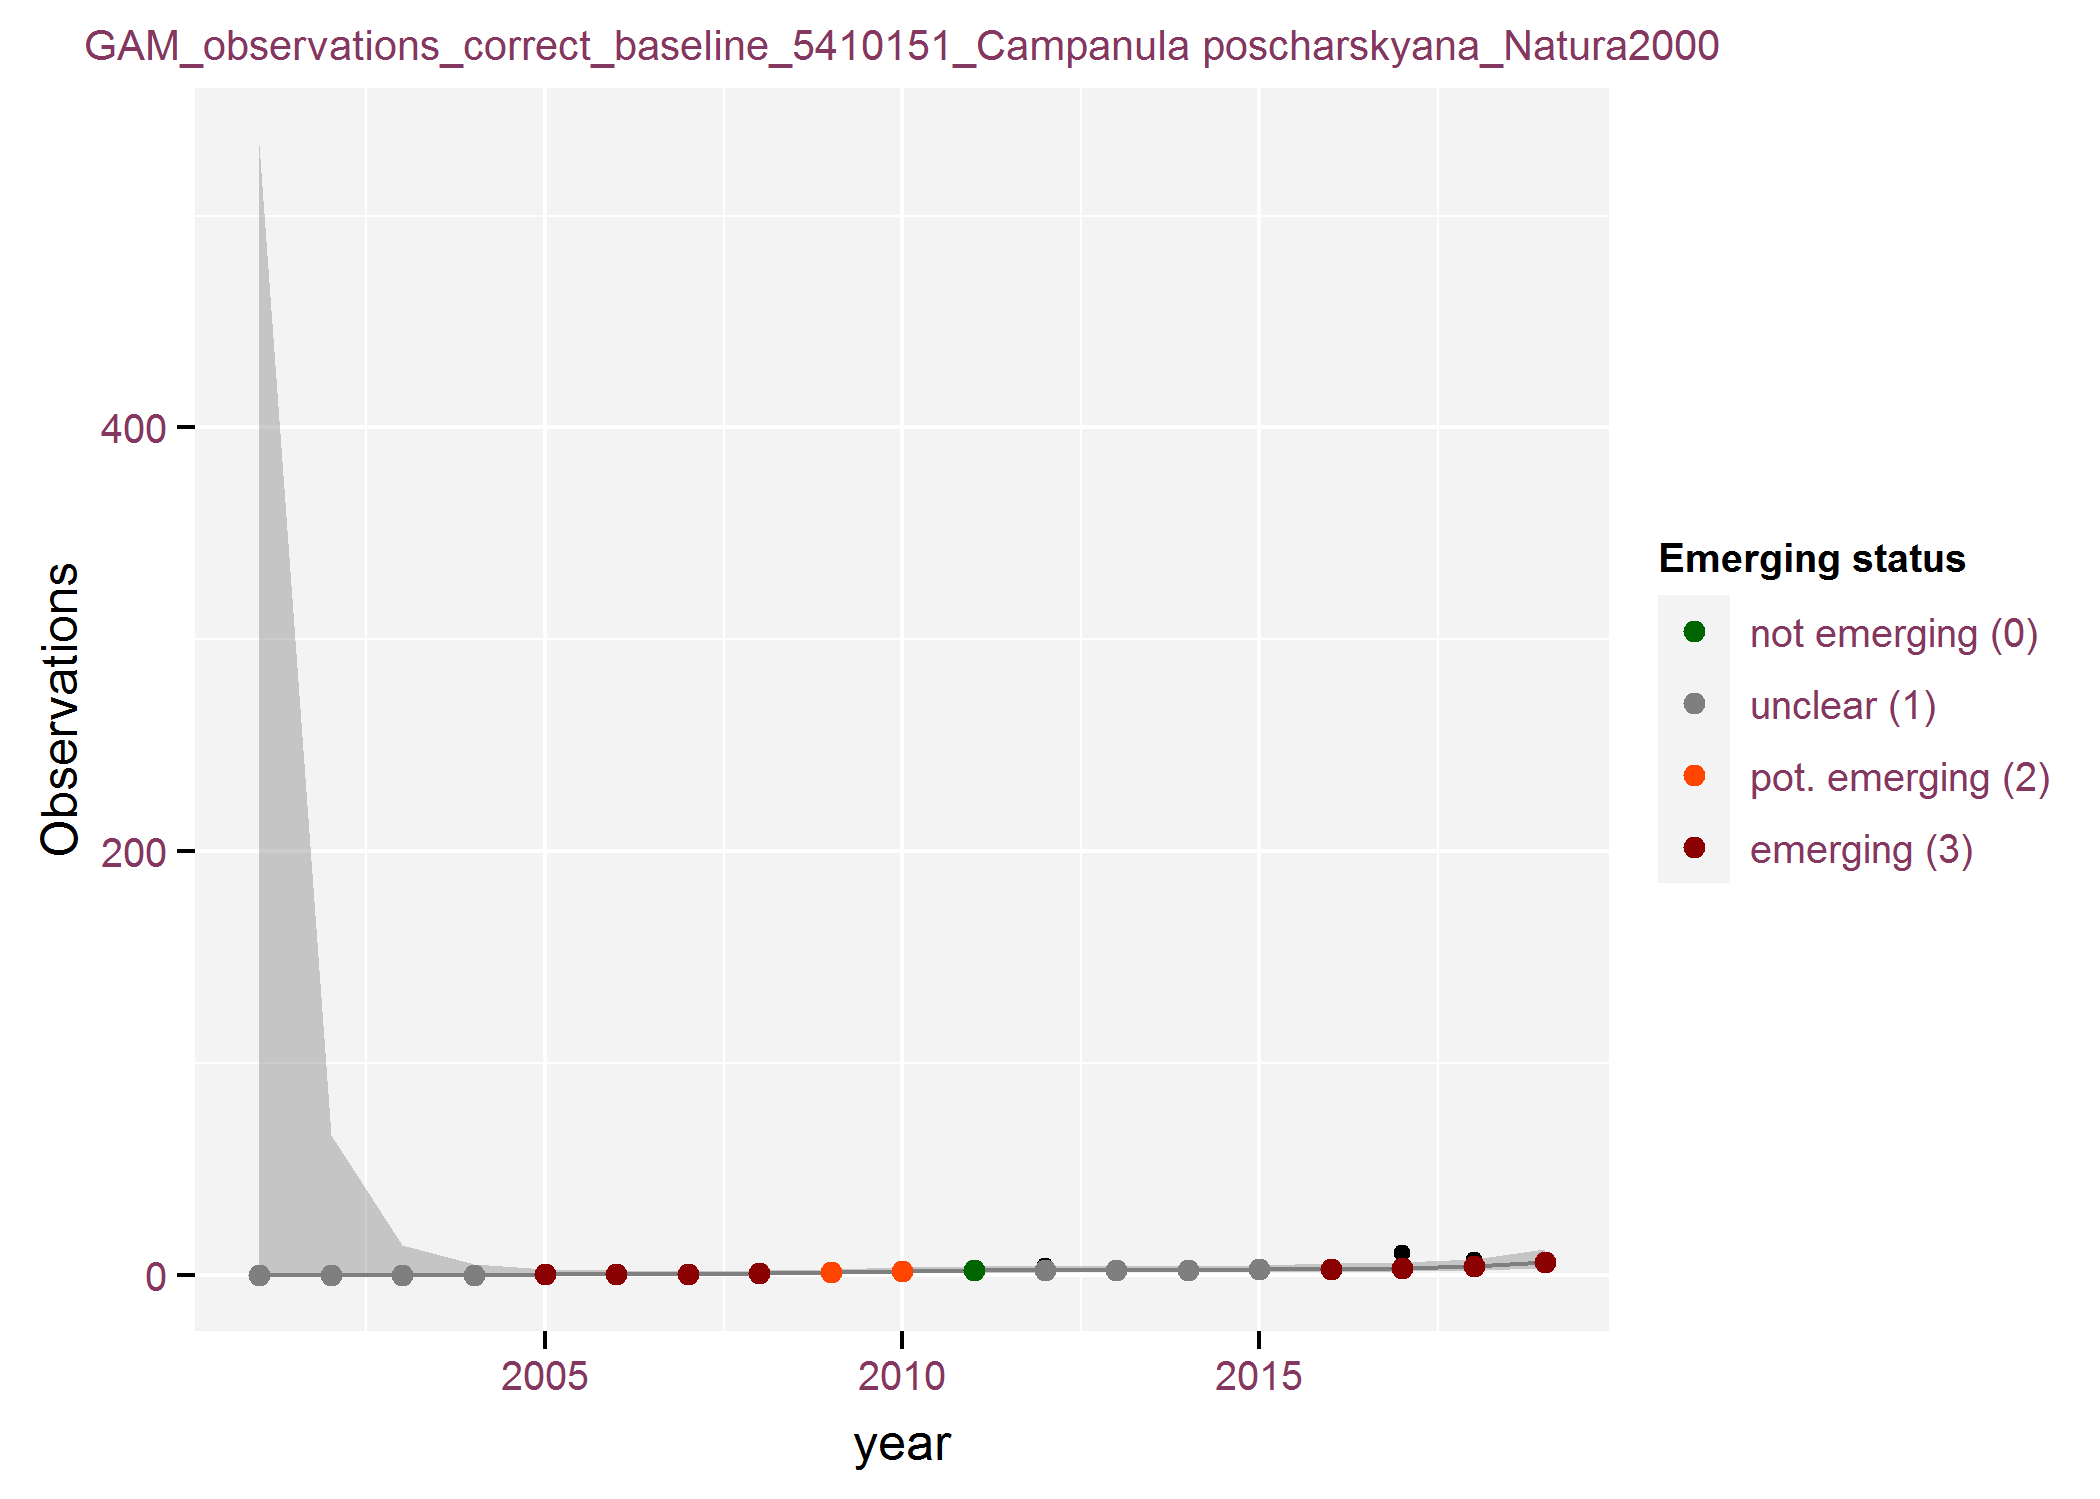 GAM_observations_correct_baseline_5410151_Campanula poscharskyana_Natura2000
Observations
400
200
0
2005
2010
2015
year
Emerging status
not emerging (0)
unclear (1)
pot. emerging (2)
emerging (3)